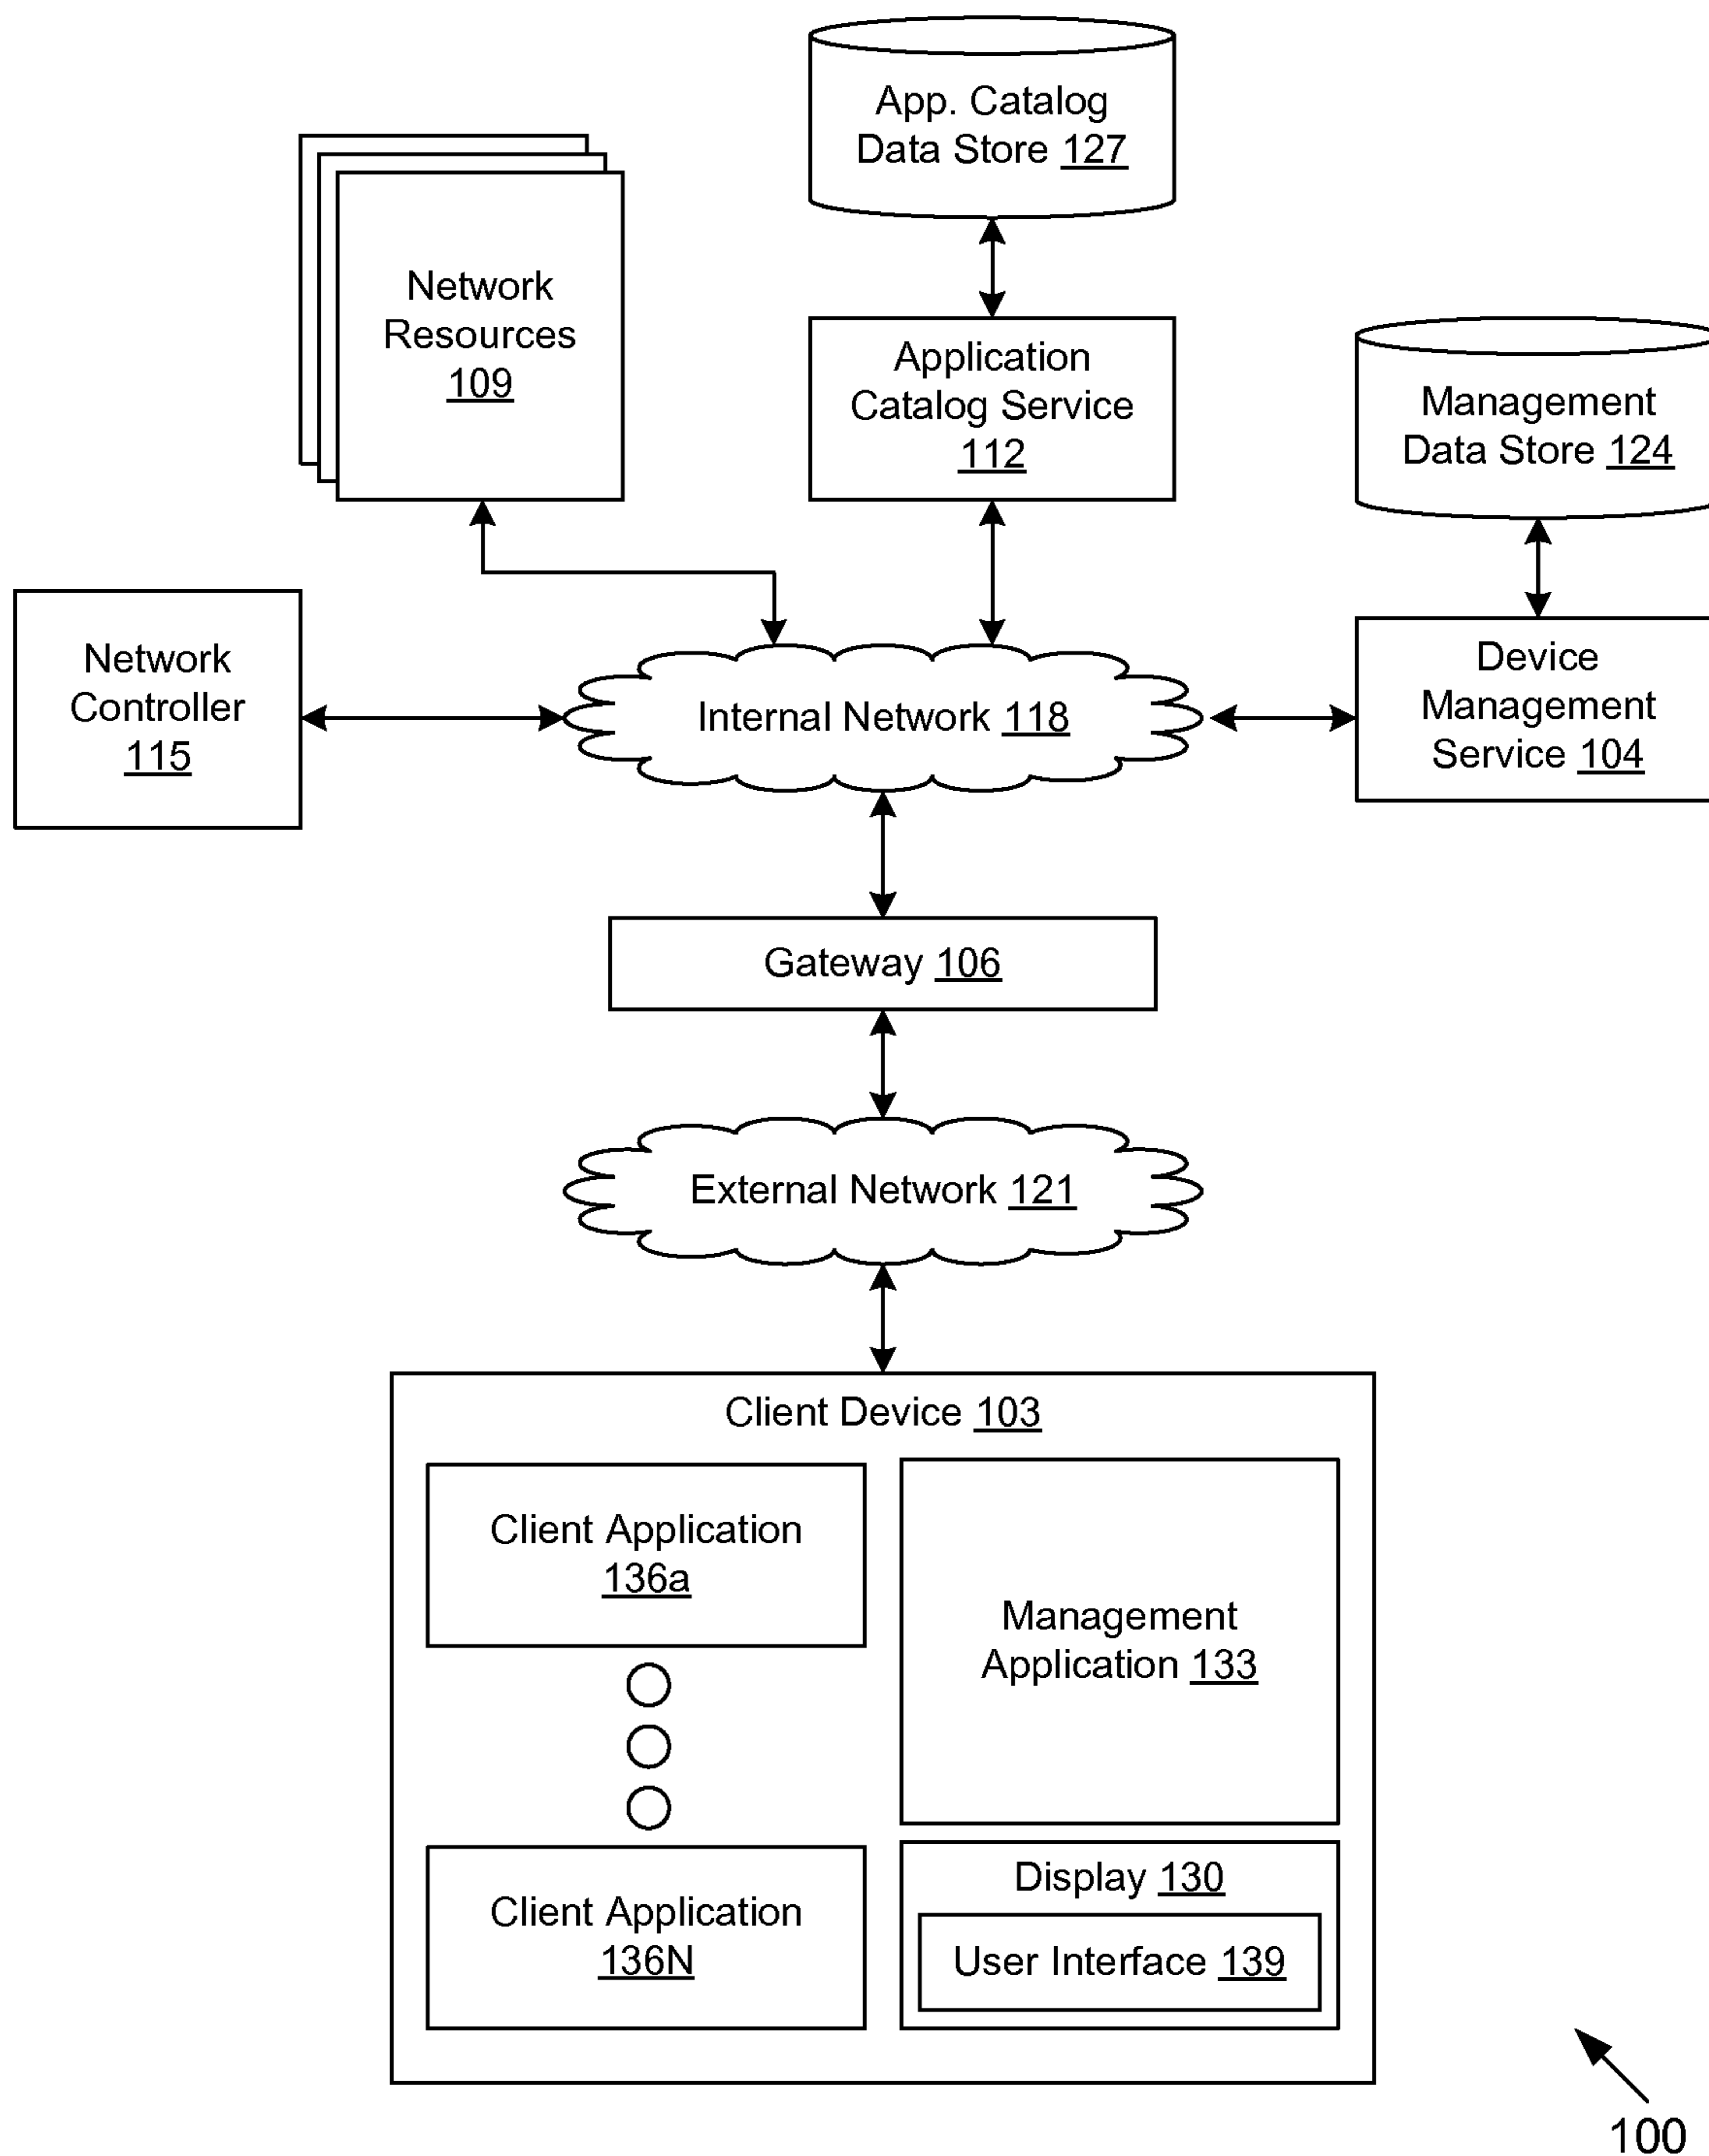 App. Catalog
Data Store 127
Network
Resources
109
Application
Catalog Service
112
Management
Data Store 124
Network
Controller
115
Internal Network 118
Device
Management
Service 104
Gateway 106
External Network 121
Client Device 103
Client Application
136a
Management
Application 133
Client Application
136N
Display 130
User Interface 139
100